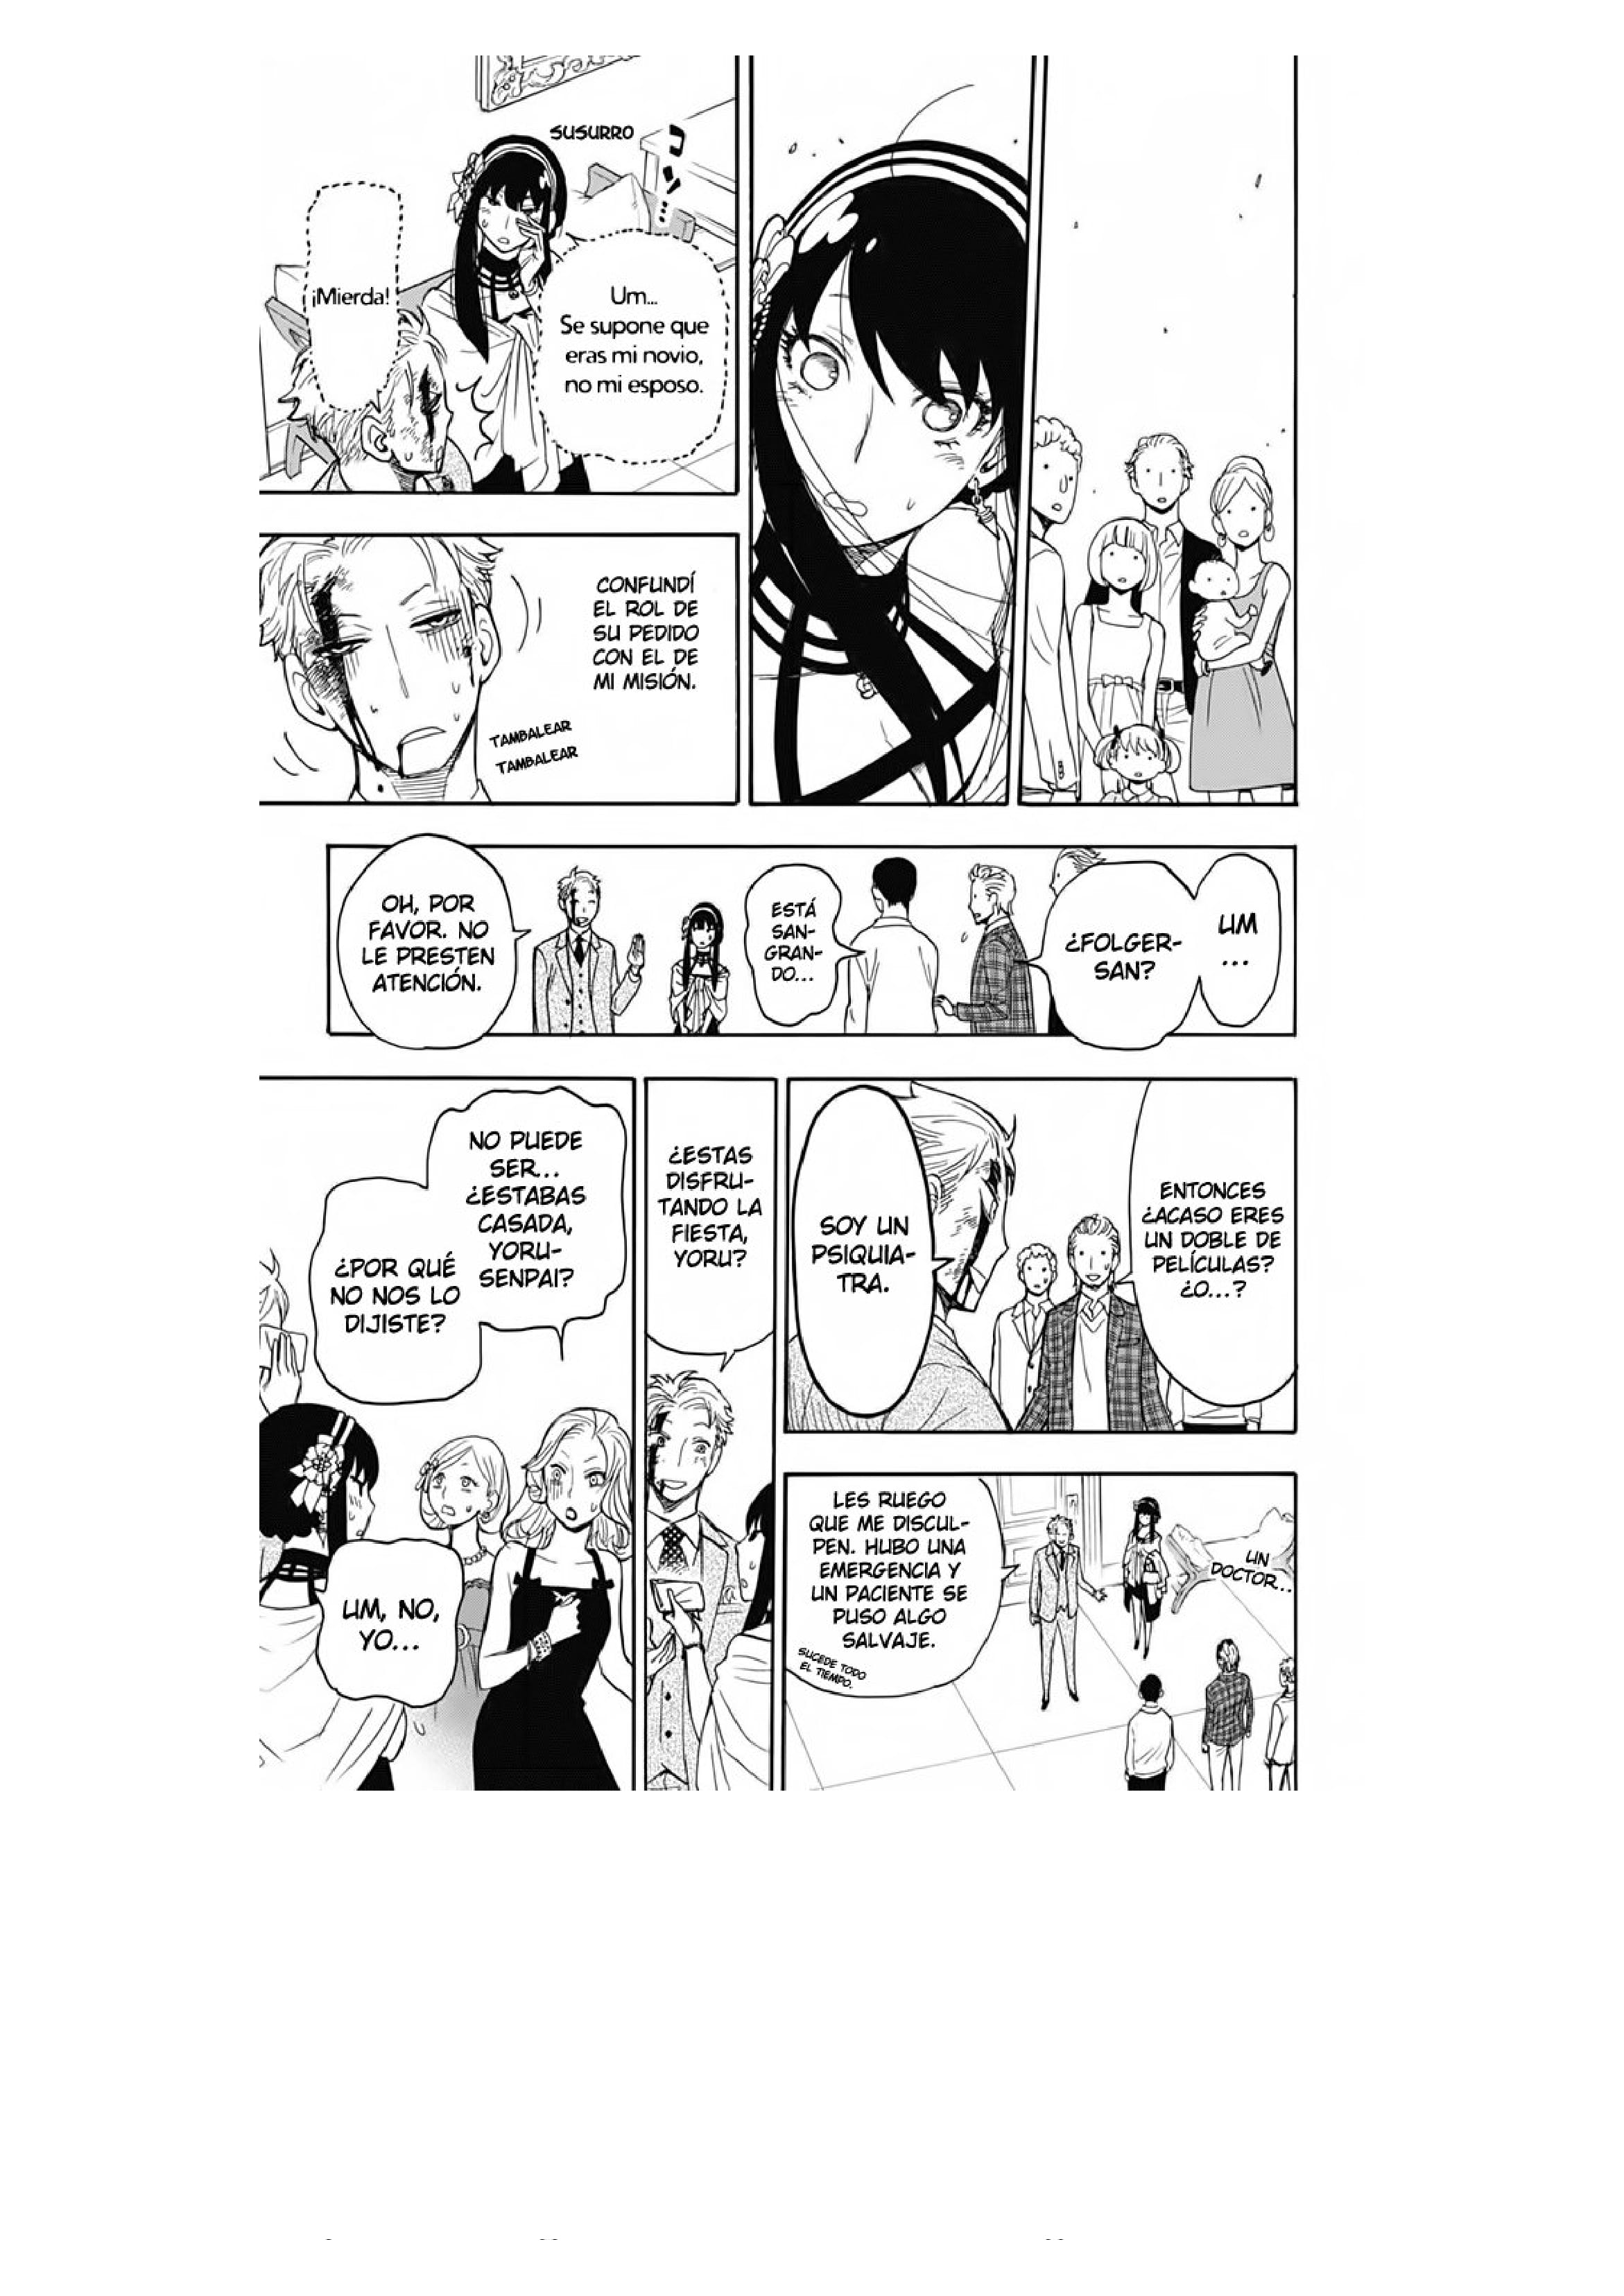 SUSURRO
コソ…
Um...
Se supone que
eras mi novio,
no mi esposo.
¡Mierda!
CONFUNDÍ
EL ROL DE
SU PEDIDO
CON EL DE
MI MISIÓN.
TAMBALEAR
TAMBALEAR
UM
...
¿FOLGER-
SAN?
ESTÁ
SAN-
GRAN-
DO...
OH, POR
FAVOR. NO
LE PRESTEN
ATENCIÓN.
ENTONCES
¿ACASO ERES
UN DOBLE DE
PELÍCULAS?
¿O...?
SOY UN
PSIQUIA-
TRA.
UN
DOCTOR...
LES RUEGO
QUE ME DISCUL-
PEN. HUBO UNA
EMERGENCIA Y
UN PACIENTE SE
PUSO ALGO
SALVAJE.
SUCEDE TODO
EL TIEMPO.
¿ESTAS
DISFRU-
TANDO LA
FIESTA,
YORU?
NO PUEDE
SER...
¿ESTABAS
CASADA,
YORU-
SENPAI?
¿POR QUÉ
NO NOS LO
DIJISTE?
UM, NO,
YO...